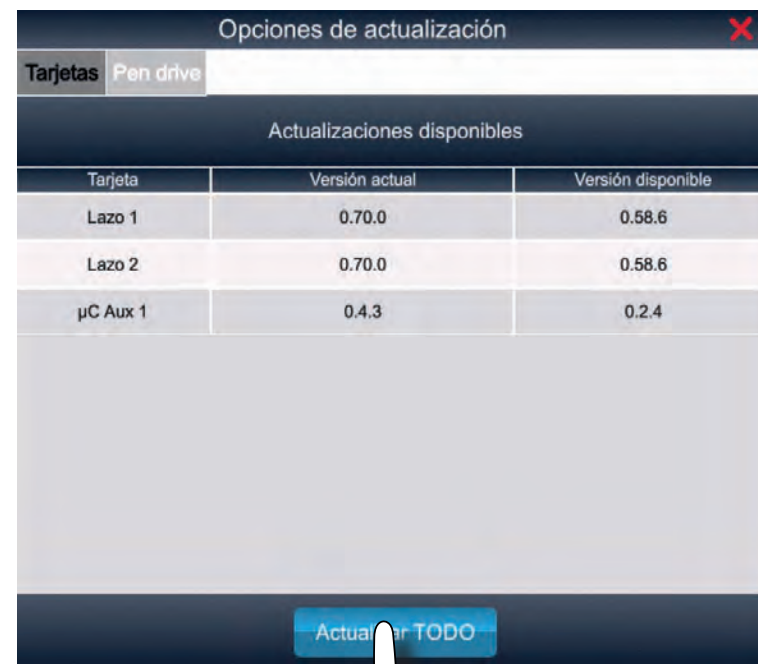 Opciones de actualización
Tarjetas Pen drive
Actualizaciones disponibles
Tarjeta Versión actual Versión disponible
Lazo 1 0.70.0 0.58.6
Lazo 2 0.70.0 0.58.6
µC Aux 1 0.4.3 0.2.4
Actualizar TODO